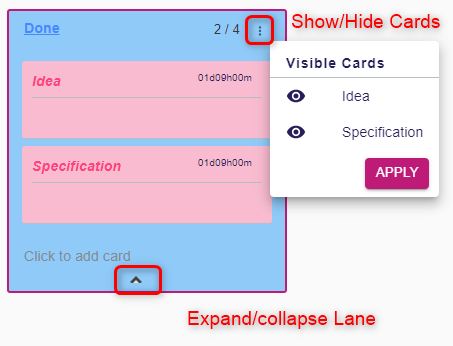 Done
2 / 4
Show/Hide Cards
Visible Cards
Idea
01d09h00m
Idea
Specification
Specification
01d09h00m
APPLY
Click to add card
Expand/collapse Lane